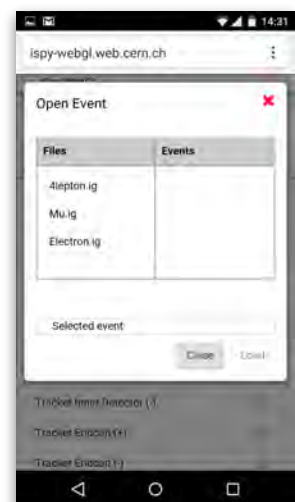 14:31
ispy-webgl.web.cern.ch
Open Event
Files Events
4lepton.ig
Mu.ig
Electron.ig
Selected event
Close Load
Tracker Inner Detector (-)
Tracker Endcap (+)
Tracker Endcap (-)